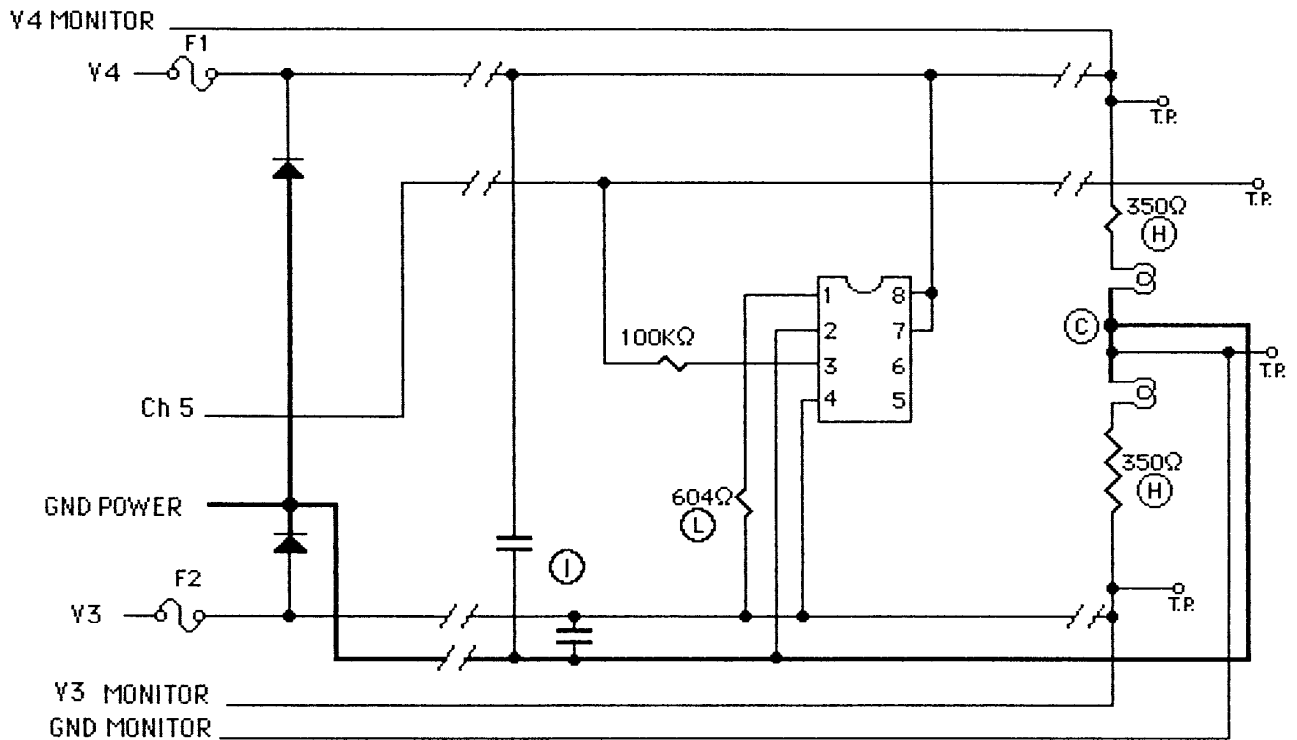 V4 MONITOR
F1
V4
T.P.
T.P.
350Ω
H
1 8
2 7
3 6
4 5
100KΩ
C
T.P.
Ch 5
350Ω
H
604Ω
L
GND POWER
I
F2
V3
T.P.
V3 MONITOR
GND MONITOR